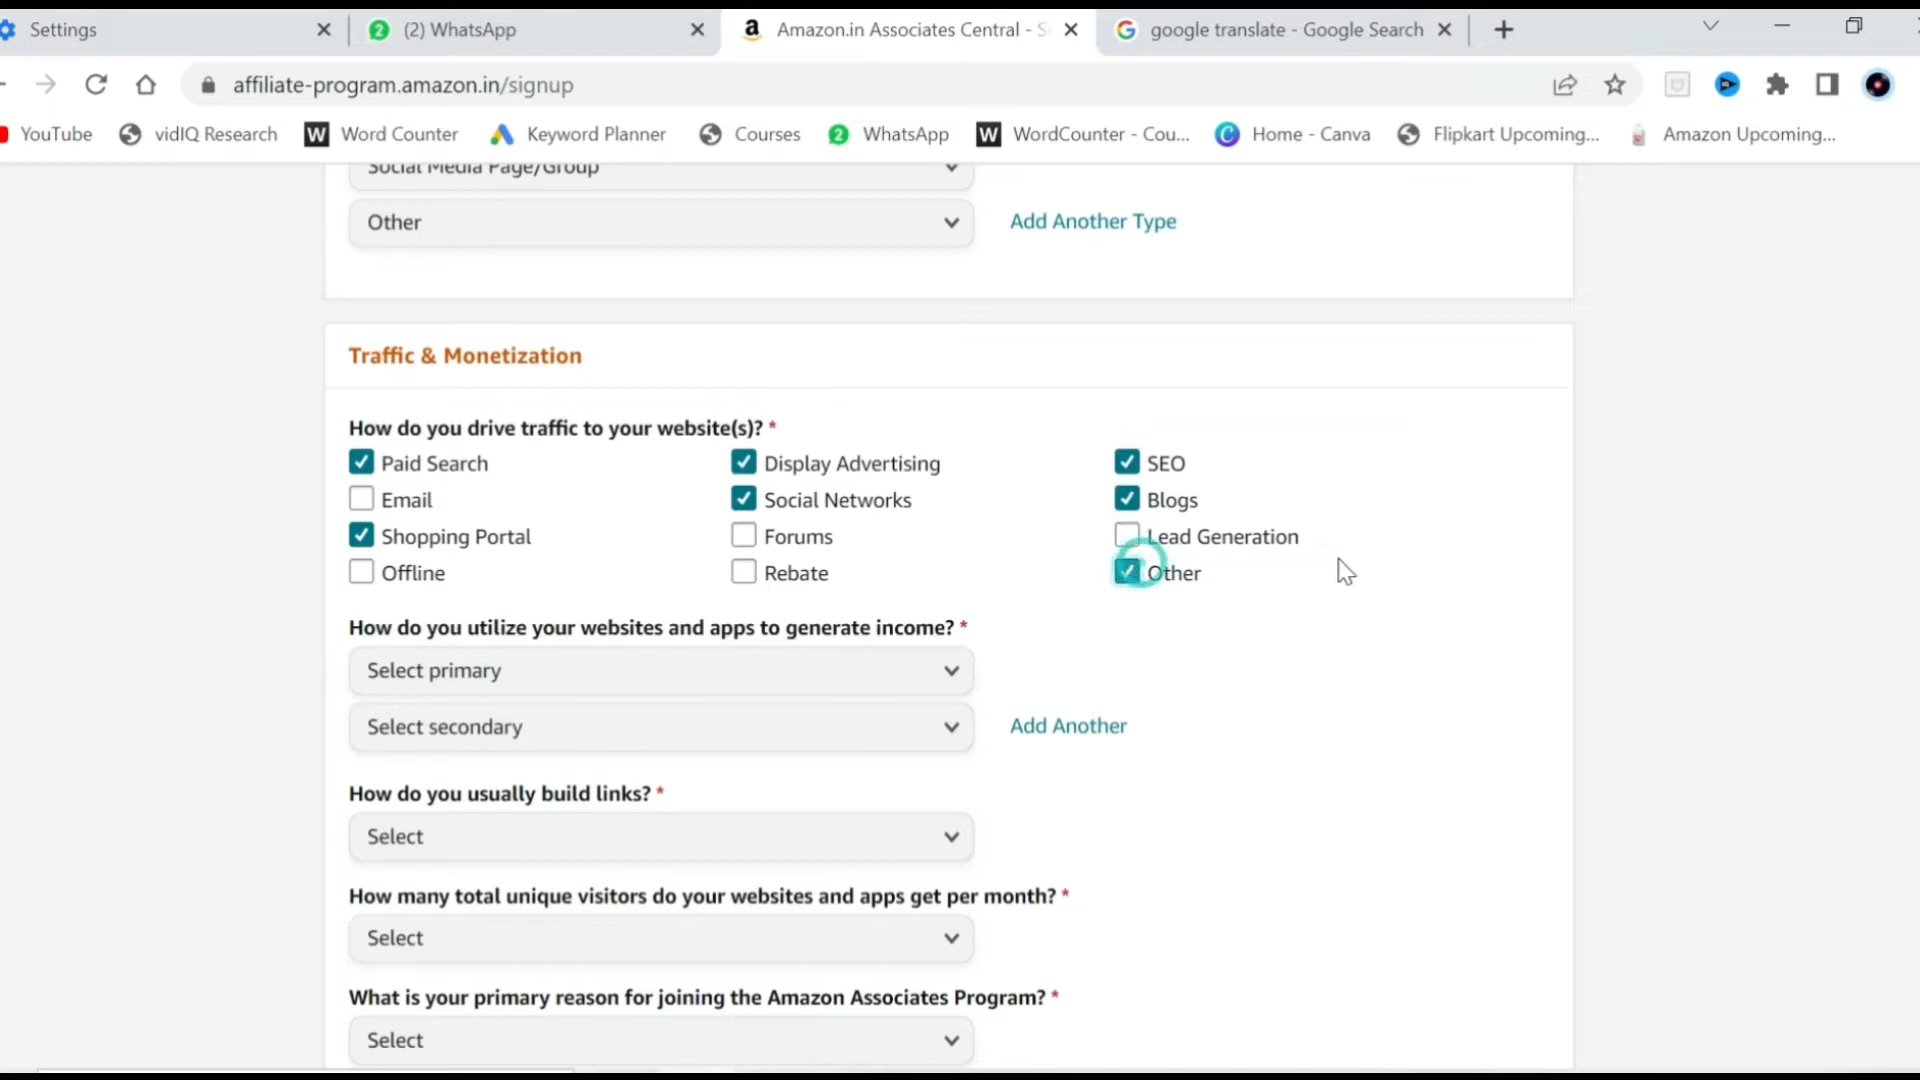 Settings
(2) WhatsApp
Amazon.in Associates Central - S
google translate - Google Search
affiliate-program.amazon.in/signup
YouTube
vidIQ Research
Word Counter
Keyword Planner
Courses
WhatsApp
WordCounter - Cou...
Home - Canva
Flipkart Upcoming...
Amazon Upcoming...
Social Media Page/Group
Other
Add Another Type
Traffic & Monetization
How do you drive traffic to your website(s)? *
Paid Search
Display Advertising
SEO
Email
Social Networks
Blogs
Shopping Portal
Forums
Lead Generation
Offline
Rebate
Other
How do you utilize your websites and apps to generate income? *
Select primary
Select secondary
Add Another
How do you usually build links? *
Select
How many total unique visitors do your websites and apps get per month? *
Select
What is your primary reason for joining the Amazon Associates Program? *
Select